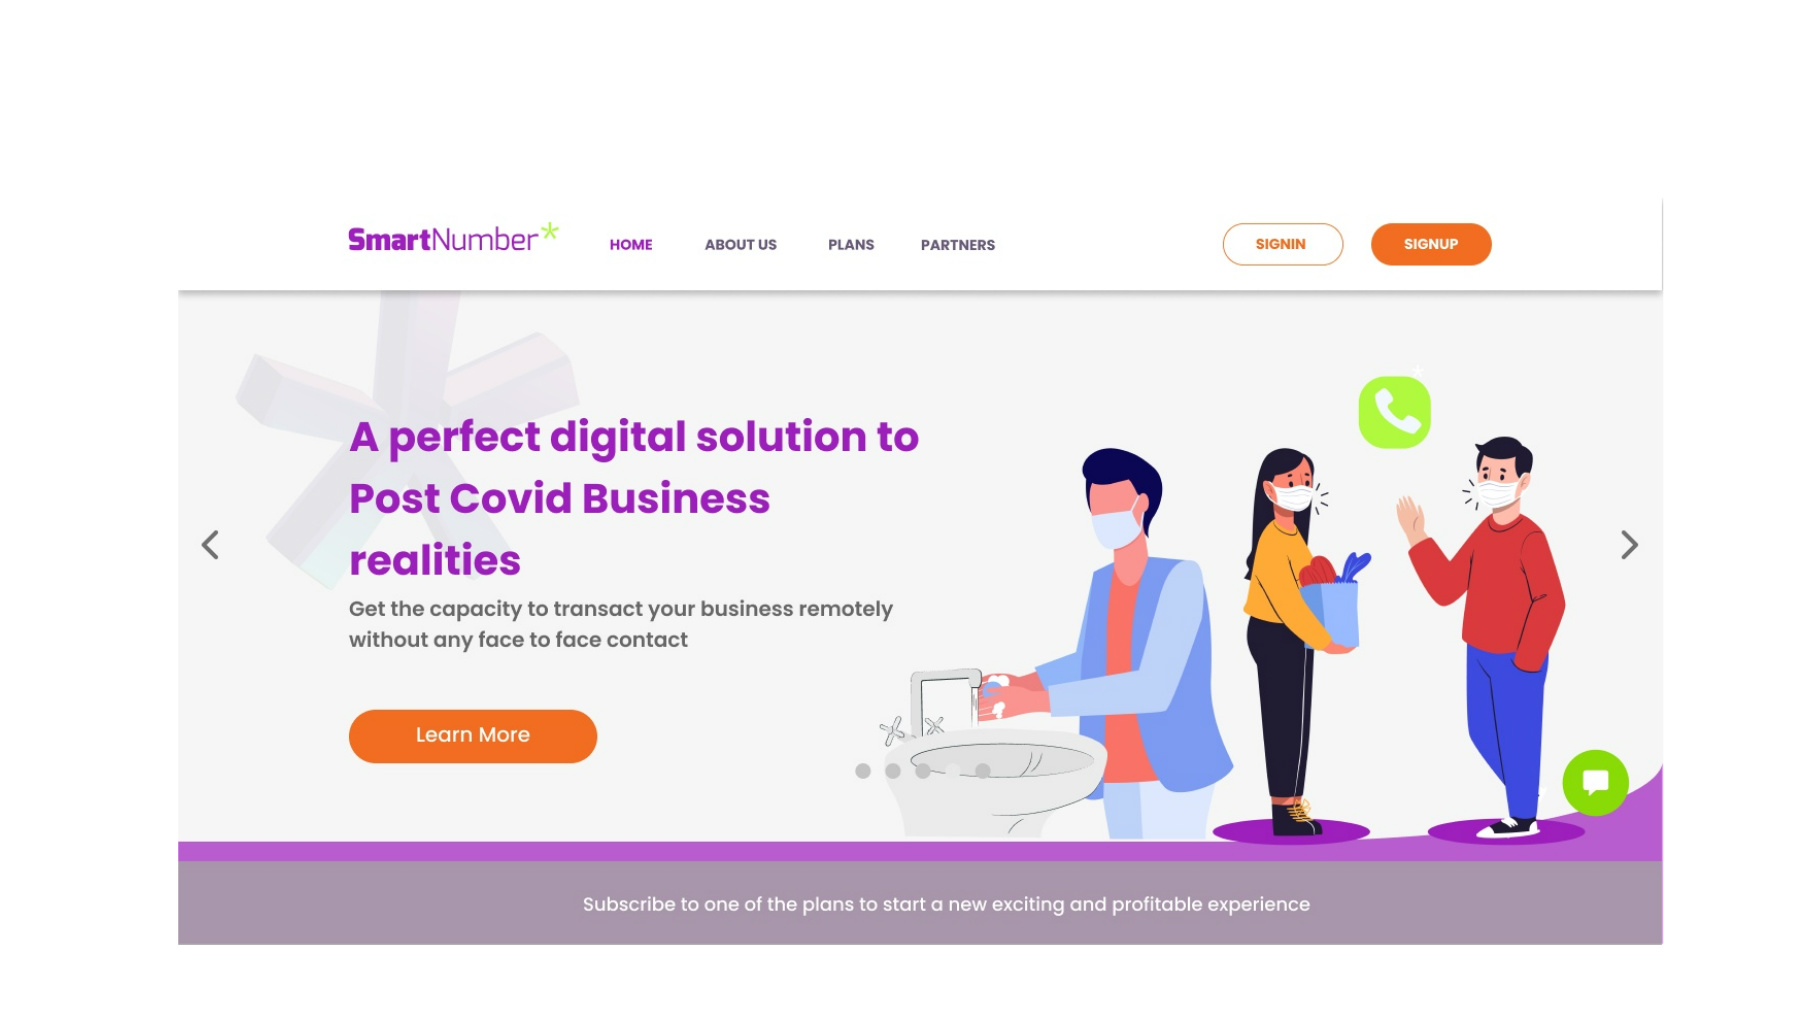 SmartNumber*
HOME
ABOUT US
PLANS
PARTNERS
SIGNIN
SIGNUP
A perfect digital solution to
Post Covid Business
realities
Get the capacity to transact your business remotely
without any face to face contact
Learn More
Subscribe to one of the plans to start a new exciting and profitable experience